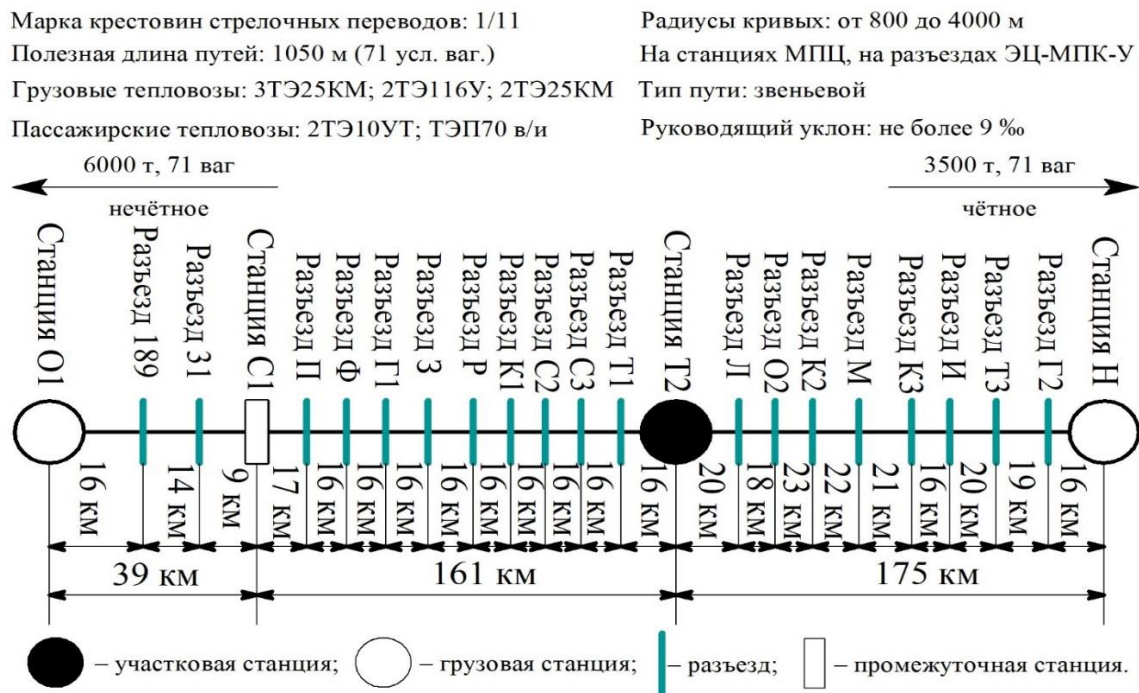 Марка крестовин стрелочных переводов: 1/11
Радиусы кривых: от 800 до 4000 м
Полезная длина путей: 1050 м (71 усл. ваг.)
На станциях МПЦ, на разъездах ЭЦ-МПК-У
Грузовые тепловозы: 3ТЭ25КМ; 2ТЭ116У; 2ТЭ25КМ
Тип пути: звеньевой
Пассажирские тепловозы: 2ТЭ10УТ; ТЭП70 в/и
Руководящий уклон: не более 9 ‰
6000 т, 71 ваг
3500 т, 71 ваг
нечётное
чётное
Станция О1
Разъезд 189
Разъезд 31
Станция С1
Разъезд П
Разъезд Ф
Разъезд Г1
Разъезд З
Разъезд Р
Разъезд К1
Разъезд С2
Разъезд С3
Разъезд Т1
Станция Т2
Разъезд Л
Разъезд О2
Разъезд К2
Разъезд М
Разъезд К3
Разъезд И
Разъезд Т3
Разъезд Г2
Станция Н
16 км
14 км
9 км
17 км
16 км
16 км
16 км
16 км
16 км
16 км
16 км
16 км
16 км
20 км
18 км
23 км
22 км
21 км
16 км
20 км
19 км
16 км
39 км
161 км
175 км
– участковая станция;
– грузовая станция;
– разъезд;
– промежуточная станция.